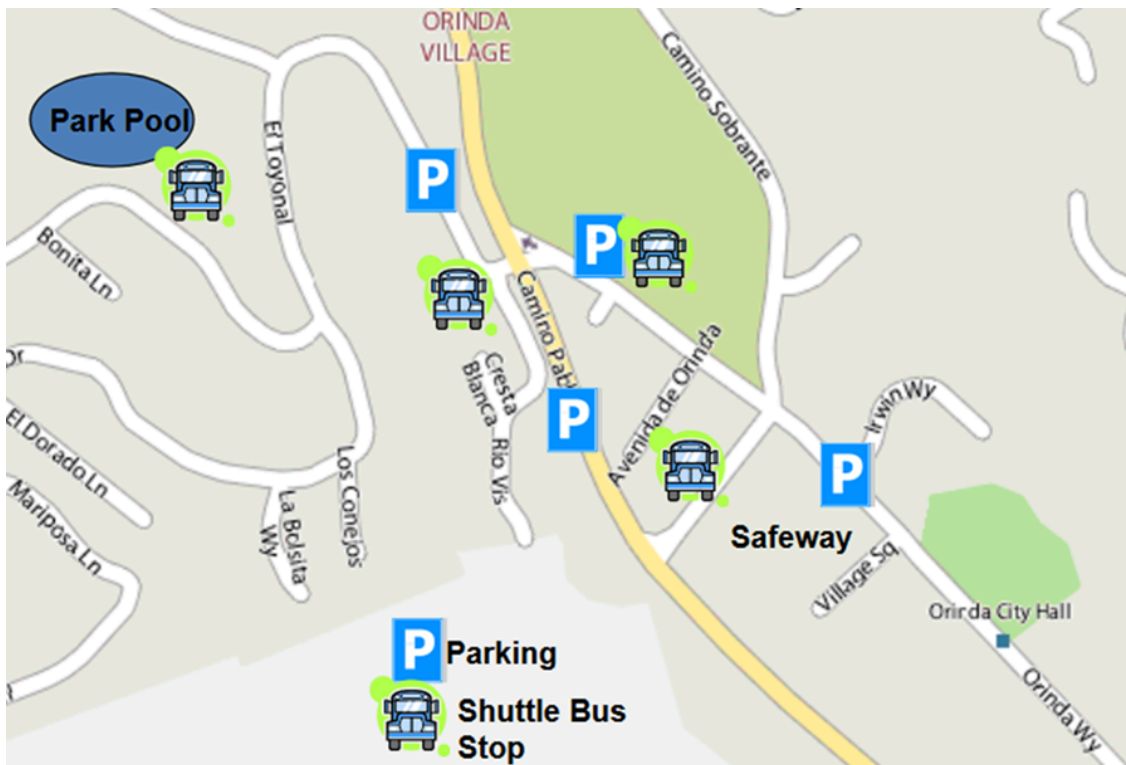 ORINDA
VILLAGE
Camino Sobrante
Park Pool
El Toyonal
P
P
Bonita Ln
Camino Pabl
Cresta
Blanca
Rio Vis
P
Avenida de Orinda
Irwin Wy
P
Dr
El Dorado Ln
Mariposa Ln
La Bolsita
Wy
Los Conejos
Safeway
Village Sq
Orinda City Hall
P Parking
Shuttle Bus
Stop
Orinda Wy